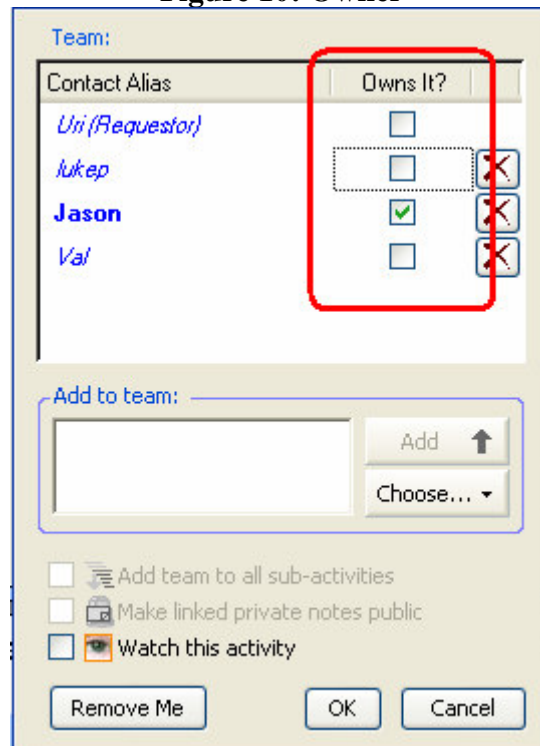 Team:
Contact Alias Owns It?
Uri (Requestor)
lukep
Jason
Val
Add to team:
Add
Choose...
Add team to all sub-activities
Make linked private notes public
Watch this activity
Remove Me OK Cancel